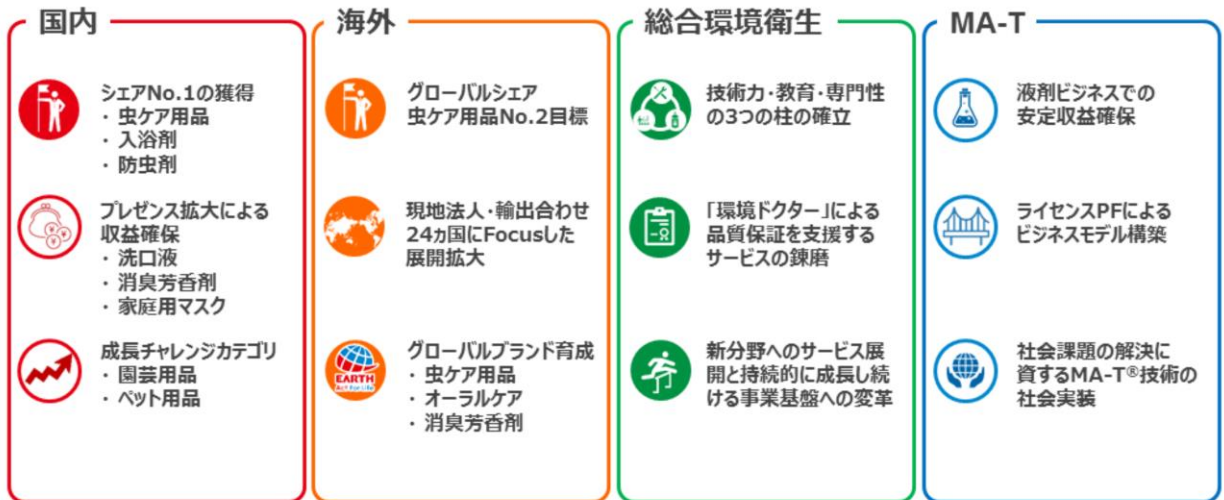 国内
シェアNo.1の獲得
・ 虫ケア用品
・ 入浴剤
・ 防虫剤
プレゼンス拡大による
収益確保
・ 洗口液
・ 消臭芳香剤
・ 家庭用マスク
成長チャレンジカテゴリ
・ 園芸用品
・ ペット用品
海外
グローバルシェア
虫ケア用品No.2目標
現地法人・輸出合わせ
24ヵ国にFocusした
展開拡大
EARTH
Act For Life
グローバルブランド育成
・ 虫ケア用品
・ オーラルケア
・ 消臭芳香剤
総合環境衛生
技術力・教育・専門性
の3つの柱の確立
「環境ドクター」による
品質保証を支援する
サービスの錬磨
新分野へのサービス展
開と持続的に成長し続
ける事業基盤への変革
MA-T
液剤ビジネスでの
安定収益確保
ライセンスPFによる
ビジネスモデル構築
社会課題の解決に
資するMA-T®技術の
社会実装